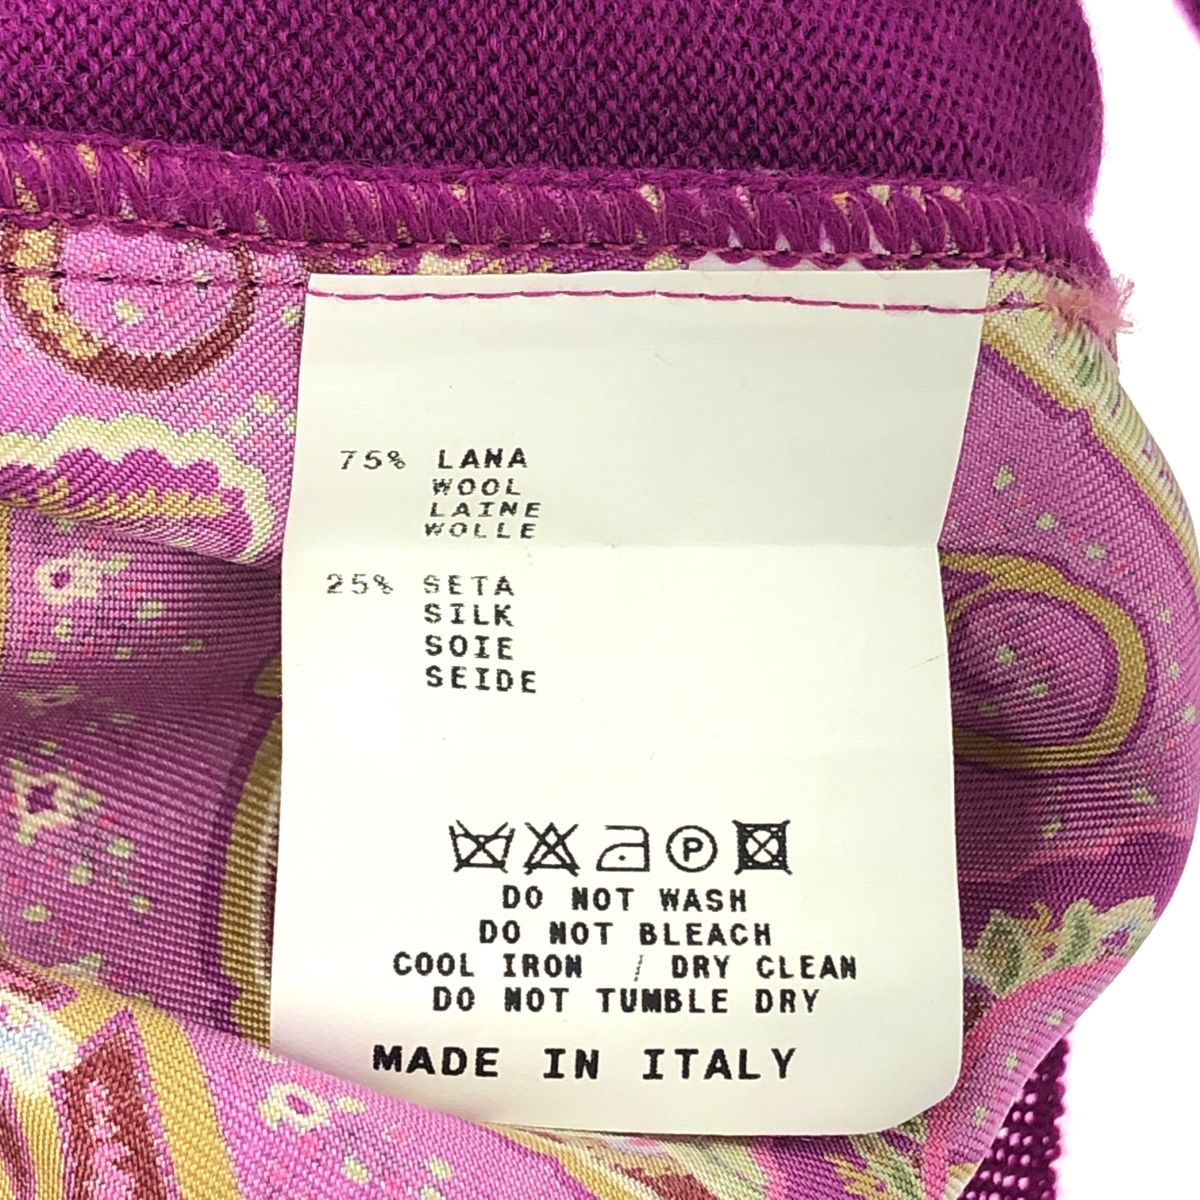 75% LANA
WOOL
LAINE
WOLLE
25% SETA
SILK
SOIE
SEIDE
P
DO NOT WASH
DO NOT BLEACH
COOL IRON / DRY CLEAN
DO NOT TUMBLE DRY
MADE IN ITALY